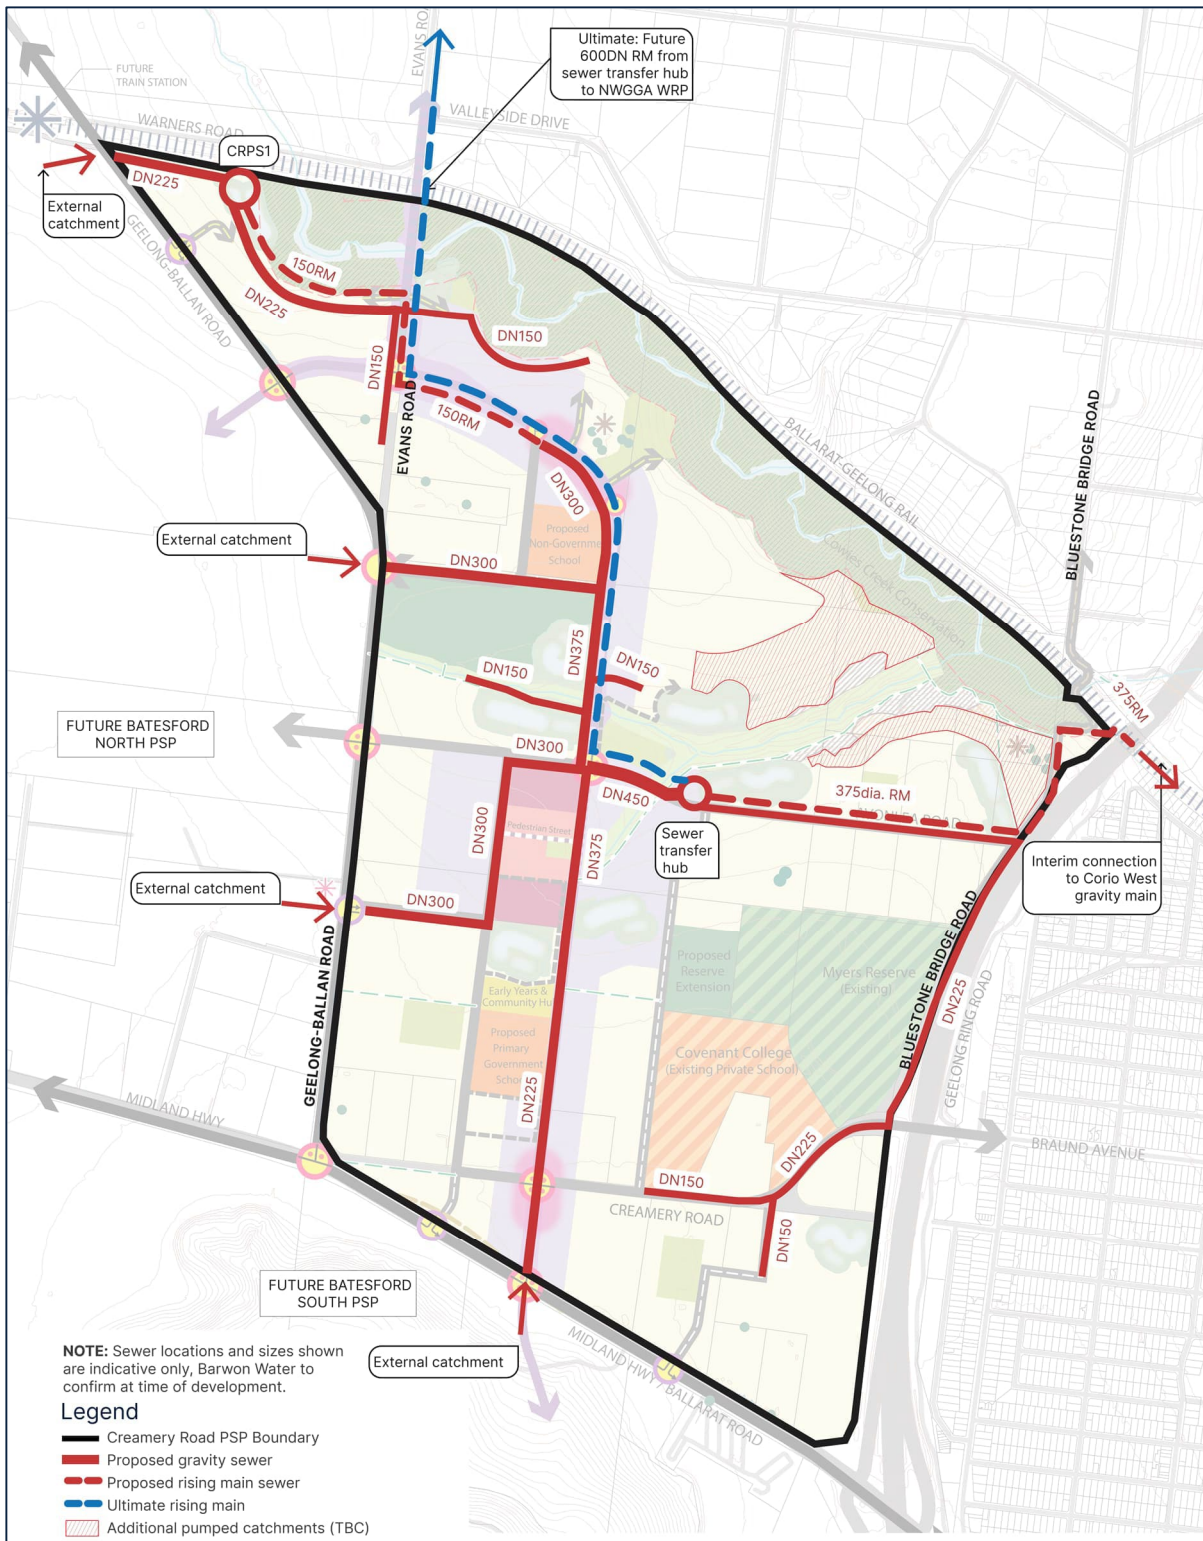 EVANS RO
Ultimate: Future
600DN RM from
sewer transfer hub
to NWGGA WRP
FUTURE
TRAIN STATION
WARNERS ROAD
VALLEYSIDE DRIVE
CRPS1
DN225
External
catchment
GEELONG-BALLAN ROAD
150RM
DN225
DN150
DN150
EVANS ROAD
150RM
DN300
BALLARAT-GEELONG RAIL
BLUESTONE BRIDGE ROAD
Proposed
Non-Governme
School
External catchment
DN300
Cowies Creek Conservation
DN375
DN150
DN150
375RM
FUTURE BATESFORD
NORTH PSP
DN300
DN450
375dia. RM
ROAD
Pedestrian Street
DN300
DN375
Sewer
transfer
hub
Interim connection
to Corio West
gravity main
External catchment
DN300
GEELONG-BALLAN ROAD
Proposed
Reserve
Extension
Myers Reserve
(Existing)
BLUESTONE BRIDGE ROAD
DN225
GEELONG RING ROAD
Early Years &
Community Hu
Proposed
Primary
Government
Schoo
Covenant College
(Existing Private School)
MIDLAND HWY
DN225
DN225
BRAUND AVENUE
DN150
CREAMERY ROAD
DN150
FUTURE BATESFORD
SOUTH PSP
External catchment
MIDLAND HWY / BALLARAT ROAD
NOTE: Sewer locations and sizes shown
are indicative only, Barwon Water to
confirm at time of development.
Legend
Creamery Road PSP Boundary
Proposed gravity sewer
Proposed rising main sewer
Ultimate rising main
Additional pumped catchments (TBC)